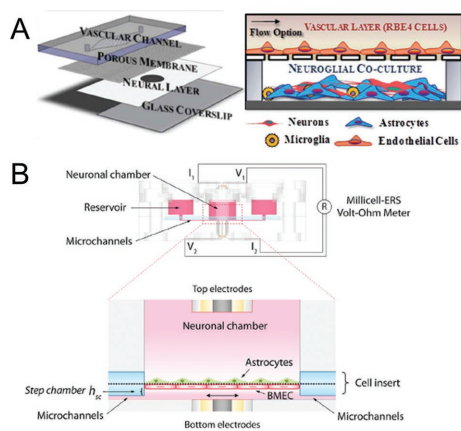 A
VASCULAR CHANNEL
POROUS MEMBRANE
NEURAL LAYER
GLASS COVERSLIP
VASCULAR LAYER (RBE4 CELLS)
Flow Option
NEUROGLIAL CO-CULTURE
Neurons
Astrocytes
Microglia
Endothelial Cells
B
I1
V1
Neuronal chamber
Reservoir
Microchannels
R
Millicell-ERS
Volt-Ohm Meter
V2
I2
Top electrodes
Neuronal chamber
Astrocytes
Step chamber hsc
BMEC
Cell insert
Microchannels
Microchannels
Bottom electrodes